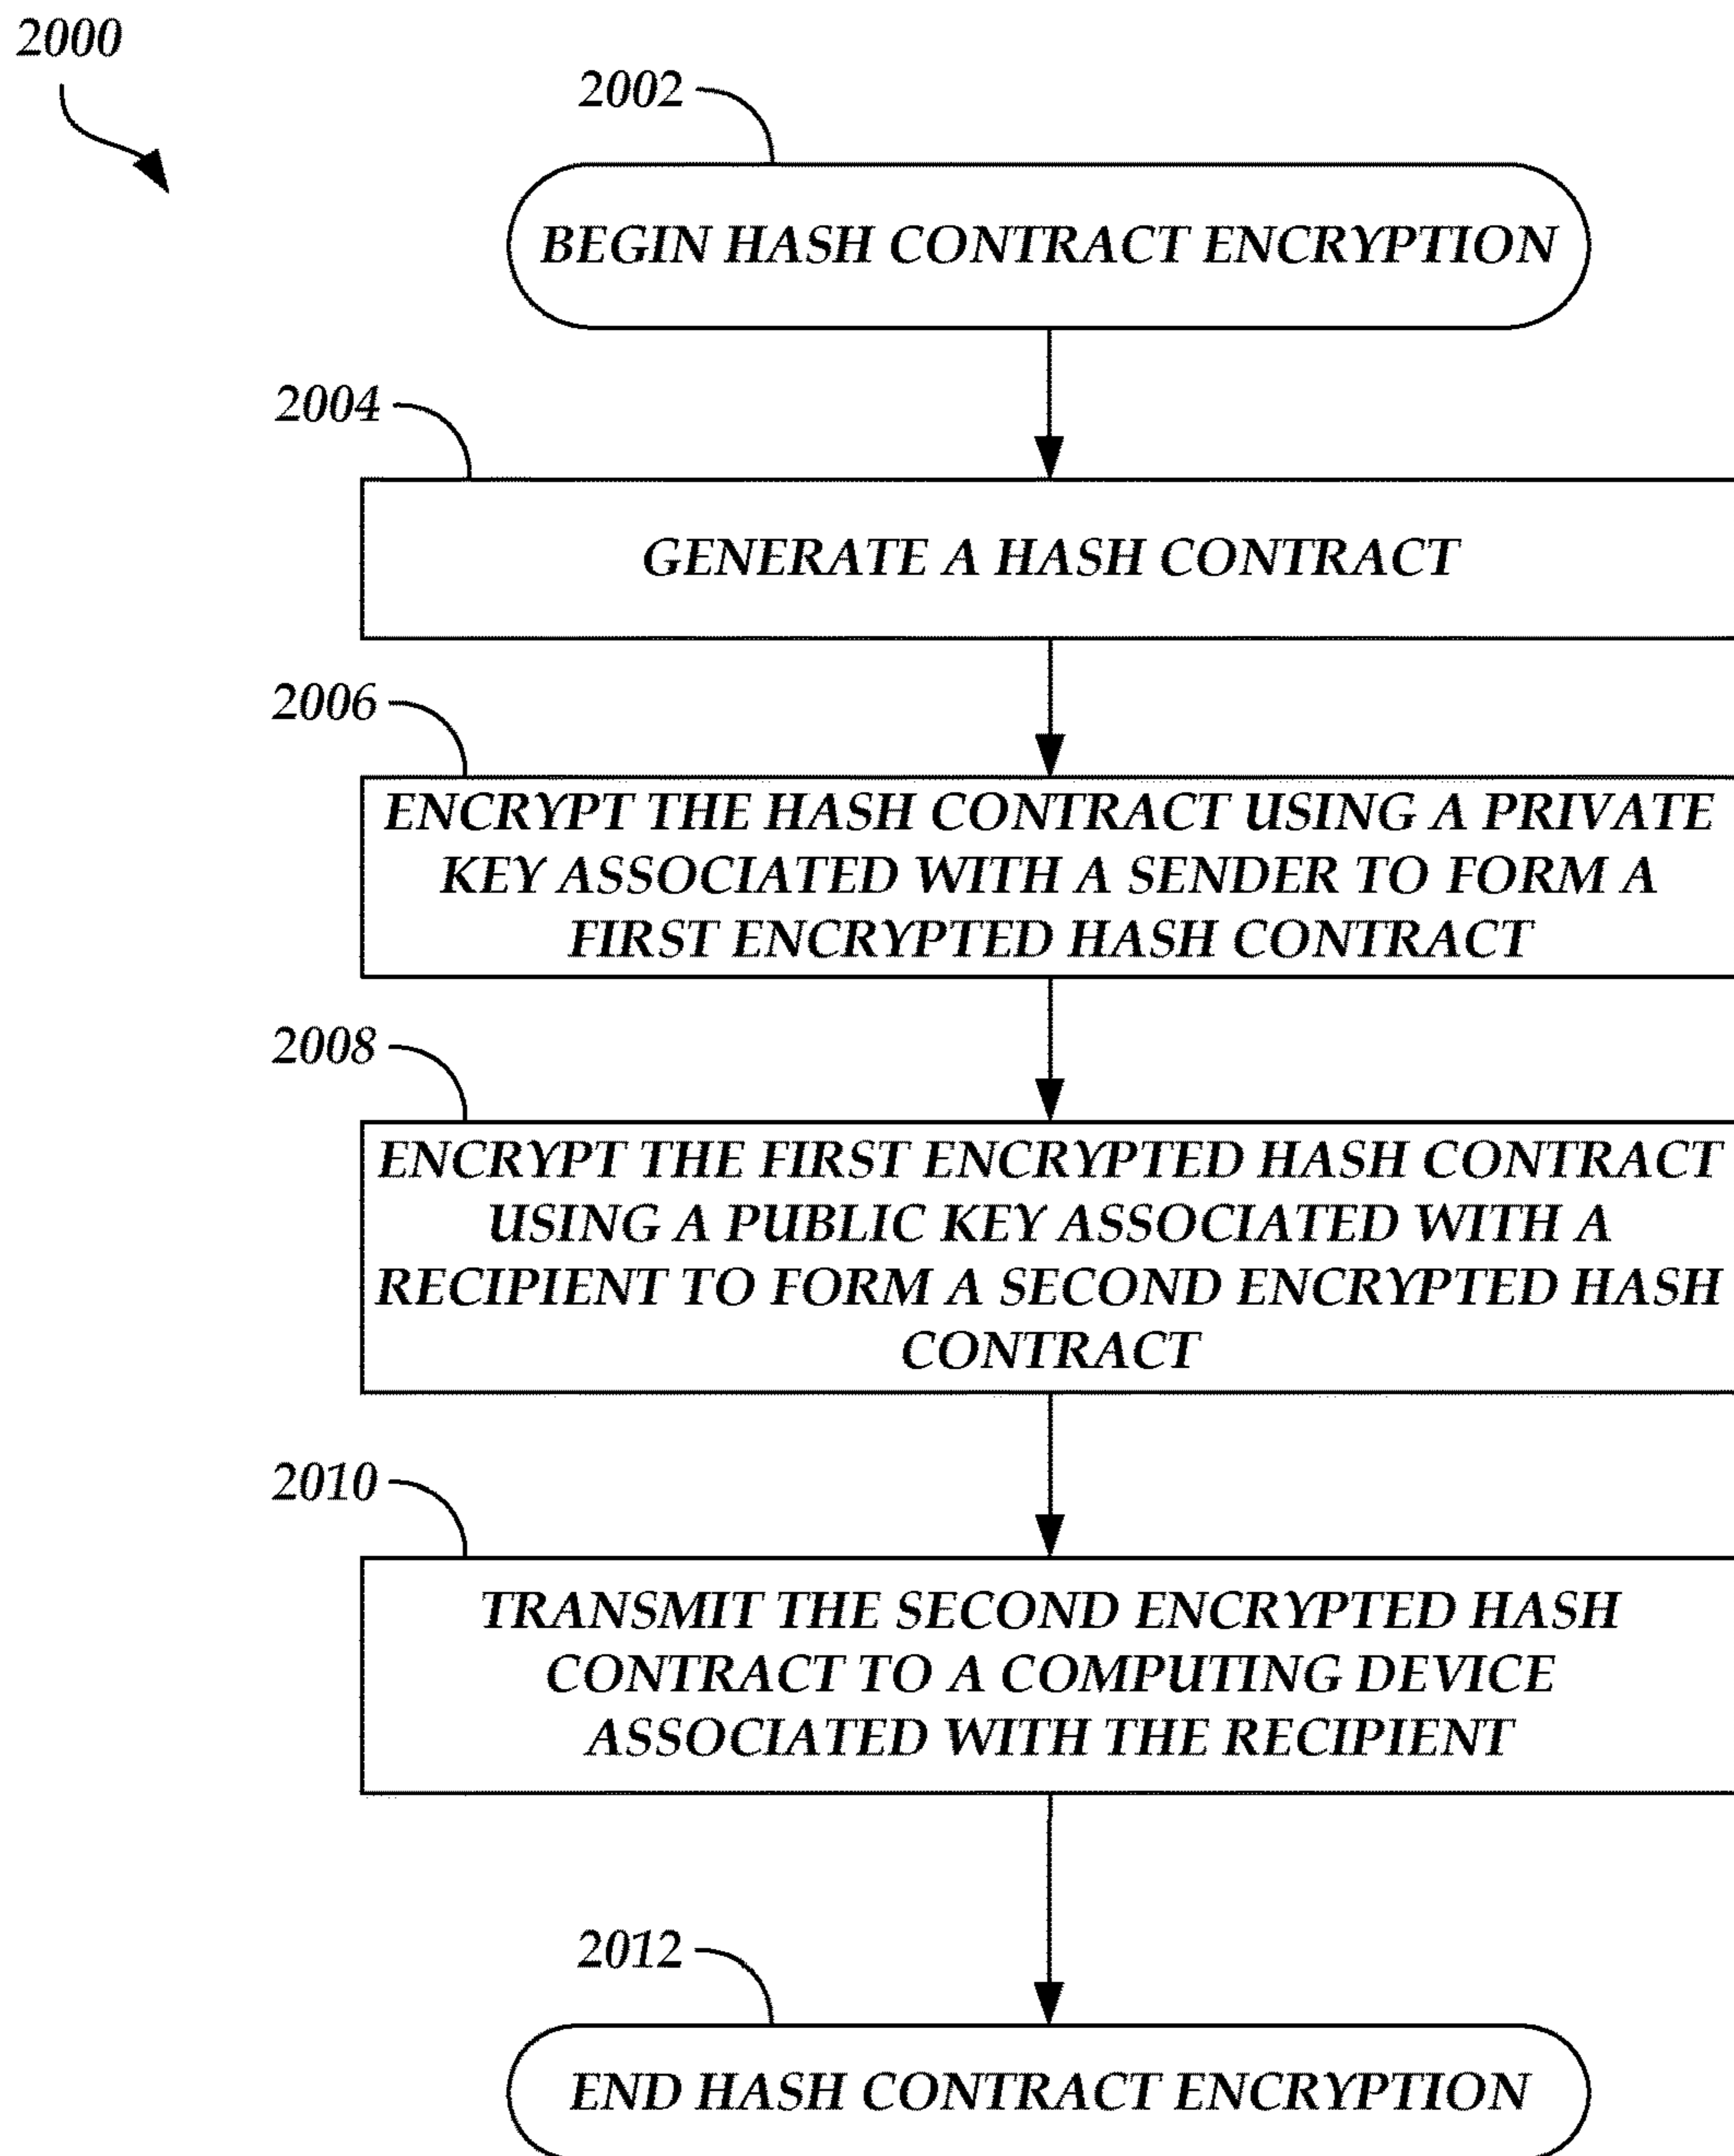 2000
2002
BEGIN HASH CONTRACT ENCRYPTION
2004
GENERATE A HASH CONTRACT
2006
ENCRYPT THE HASH CONTRACT USING A PRIVATE
KEY ASSOCIATED WITH A SENDER TO FORM A
FIRST ENCRYPTED HASH CONTRACT
2008
ENCRYPT THE FIRST ENCRYPTED HASH CONTRACT
USING A PUBLIC KEY ASSOCIATED WITH A
RECIPIENT TO FORM A SECOND ENCRYPTED HASH
CONTRACT
2010
TRANSMIT THE SECOND ENCRYPTED HASH
CONTRACT TO A COMPUTING DEVICE
ASSOCIATED WITH THE RECIPIENT
2012
END HASH CONTRACT ENCRYPTION